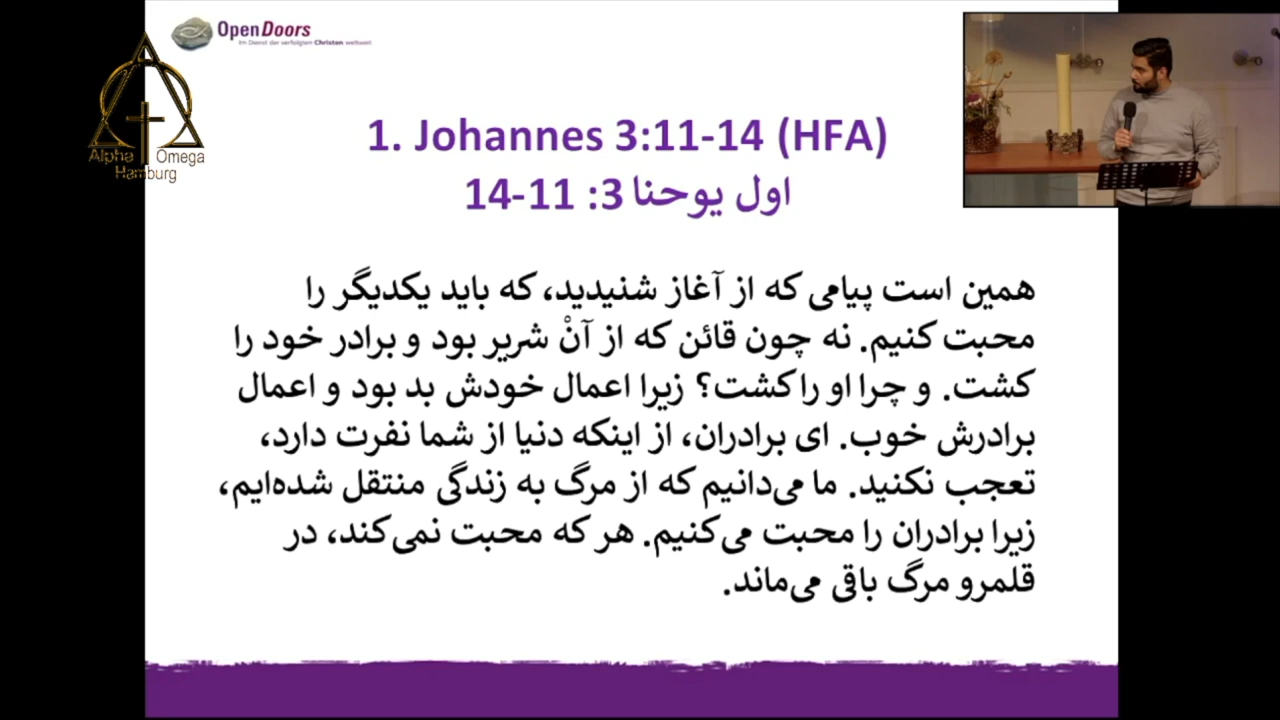 OpenDoors
Im Dienst der verfolgten Christen weltweit
Alpha Omega
Hamburg
1. Johannes 3:11-14 (HFA)
اول یوحنا 3: 11-14
همین است پیامی که از آغاز شنیدید، که باید یکدیگر را
محبت کنیم. نه چون قائن که از آنْ شریر بود و برادر خود را
کشت. و چرا او را کشت؟ زیرا اعمال خودش بد بود و اعمال
برادرش خوب. ای برادران، از اینکه دنیا از شما نفرت دارد،
تعجب نکنید. ما می‌دانیم که از مرگ به زندگی منتقل شده‌ایم،
زیرا برادران را محبت می‌کنیم. هر که محبت نمی‌کند، در
قلمرو مرگ باقی می‌ماند.